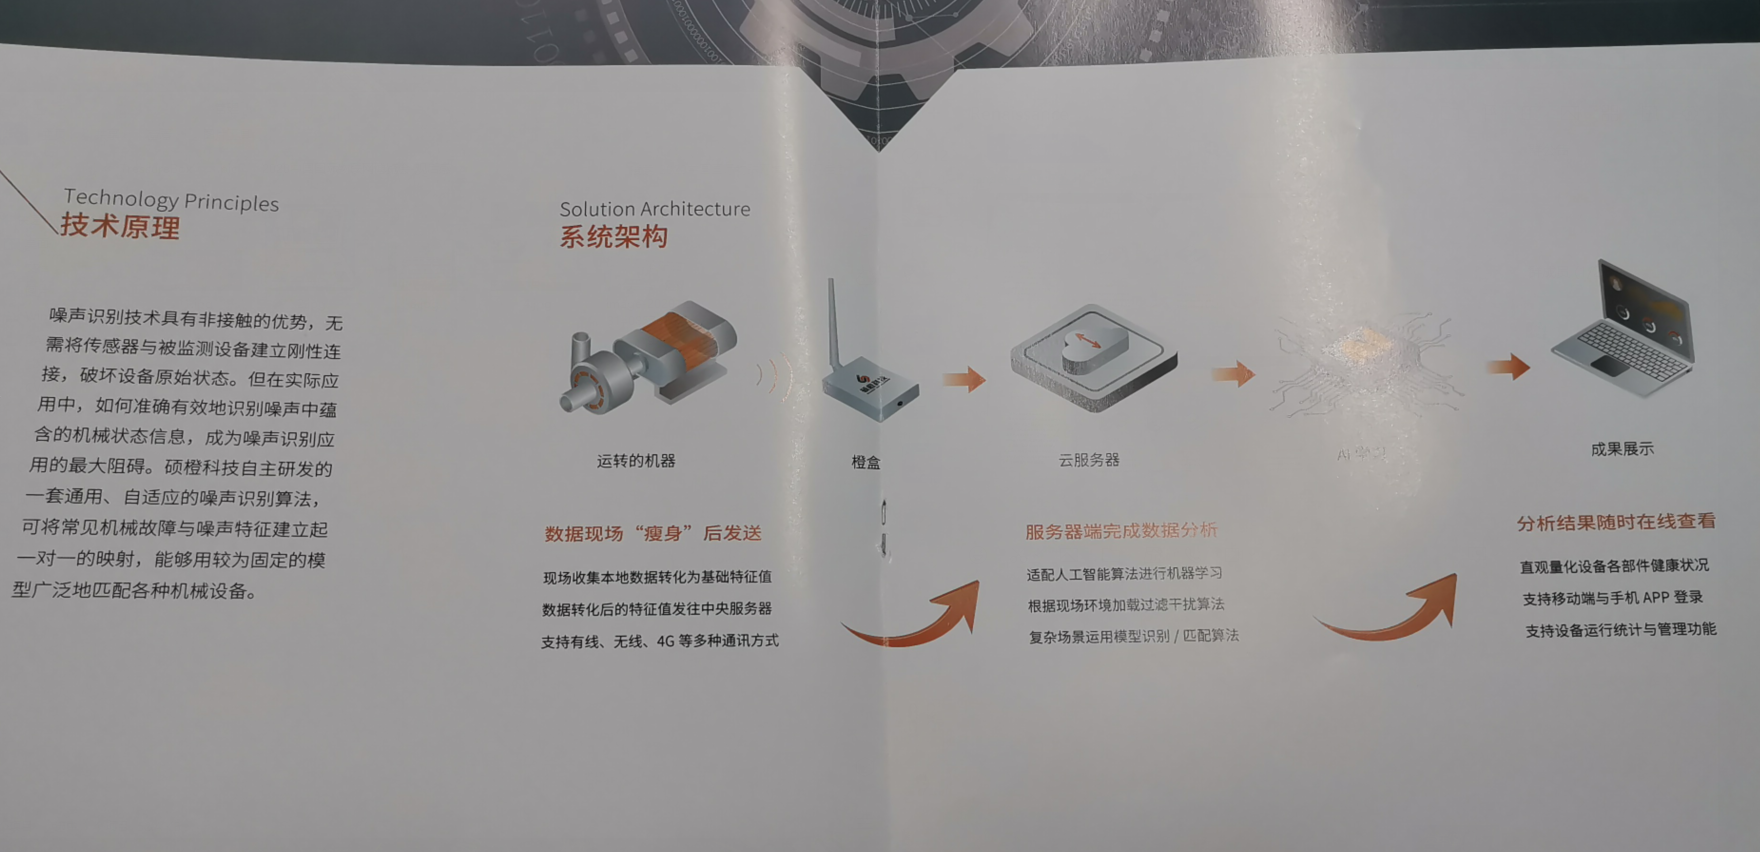 Technology Principles
技术原理
噪声识别技术具有非接触的优势，无
需将传感器与被监测设备建立刚性连
接，破坏设备原始状态。但在实际应
用中，如何准确有效地识别噪声中蕴
含的机械状态信息，成为噪声识别应
用的最大阻碍。硕橙科技自主研发的
一套通用、自适应的噪声识别算法，
可将常见机械故障与噪声特征建立起
一对一的映射，能够用较为固定的模
型广泛地匹配各种机械设备。
Solution Architecture
系统架构
运转的机器
橙盒
云服务器
成果展示
数据现场“瘦身”后发送
现场收集本地数据转化为基础特征值
数据转化后的特征值发往中央服务器
支持有线、无线、4G 等多种通讯方式
服务器端完成数据分析
适配人工智能算法进行机器学习
根据现场环境加载过滤干扰算法
复杂场景运用模型识别 / 匹配算法
分析结果随时在线查看
直观量化设备各部件健康状况
支持移动端与手机 APP 登录
支持设备运行统计与管理功能